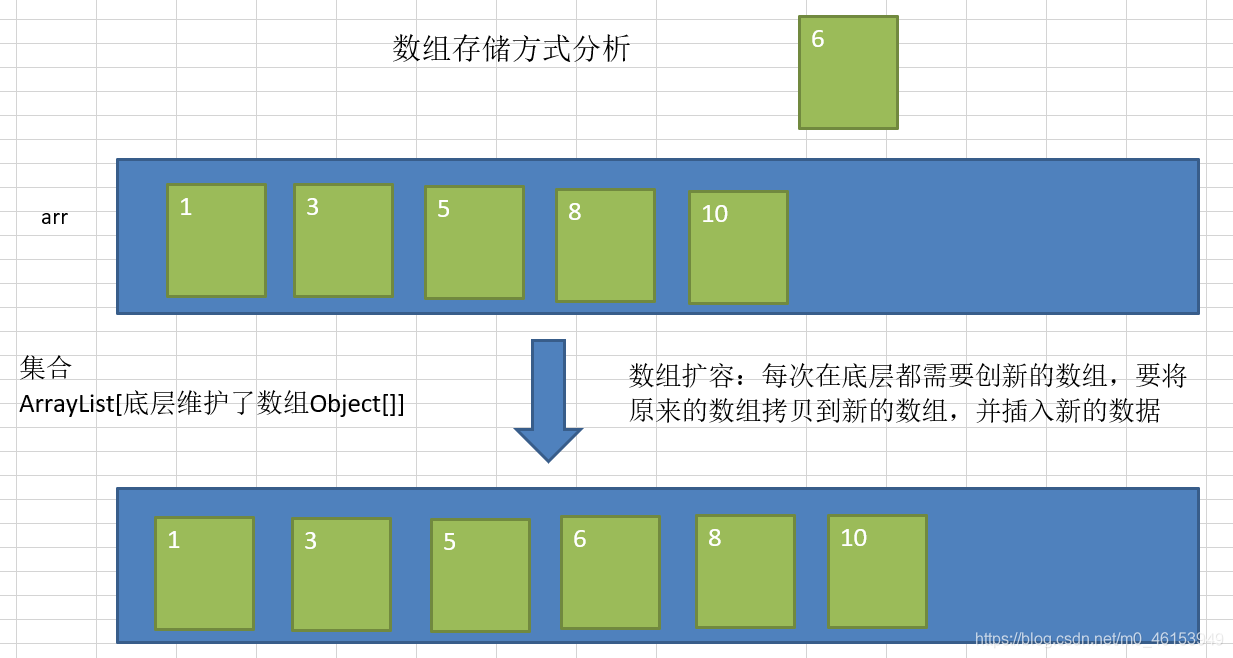 数组存储方式分析
6
arr
1 3 5 8 10
集合
ArrayList[底层维护了数组Object[]]
数组扩容：每次在底层都需要创新的数组，要将
原来的数组拷贝到新的数组，并插入新的数据
1 3 5 6 8 10
https://blog.csdn.net/m0_46153949